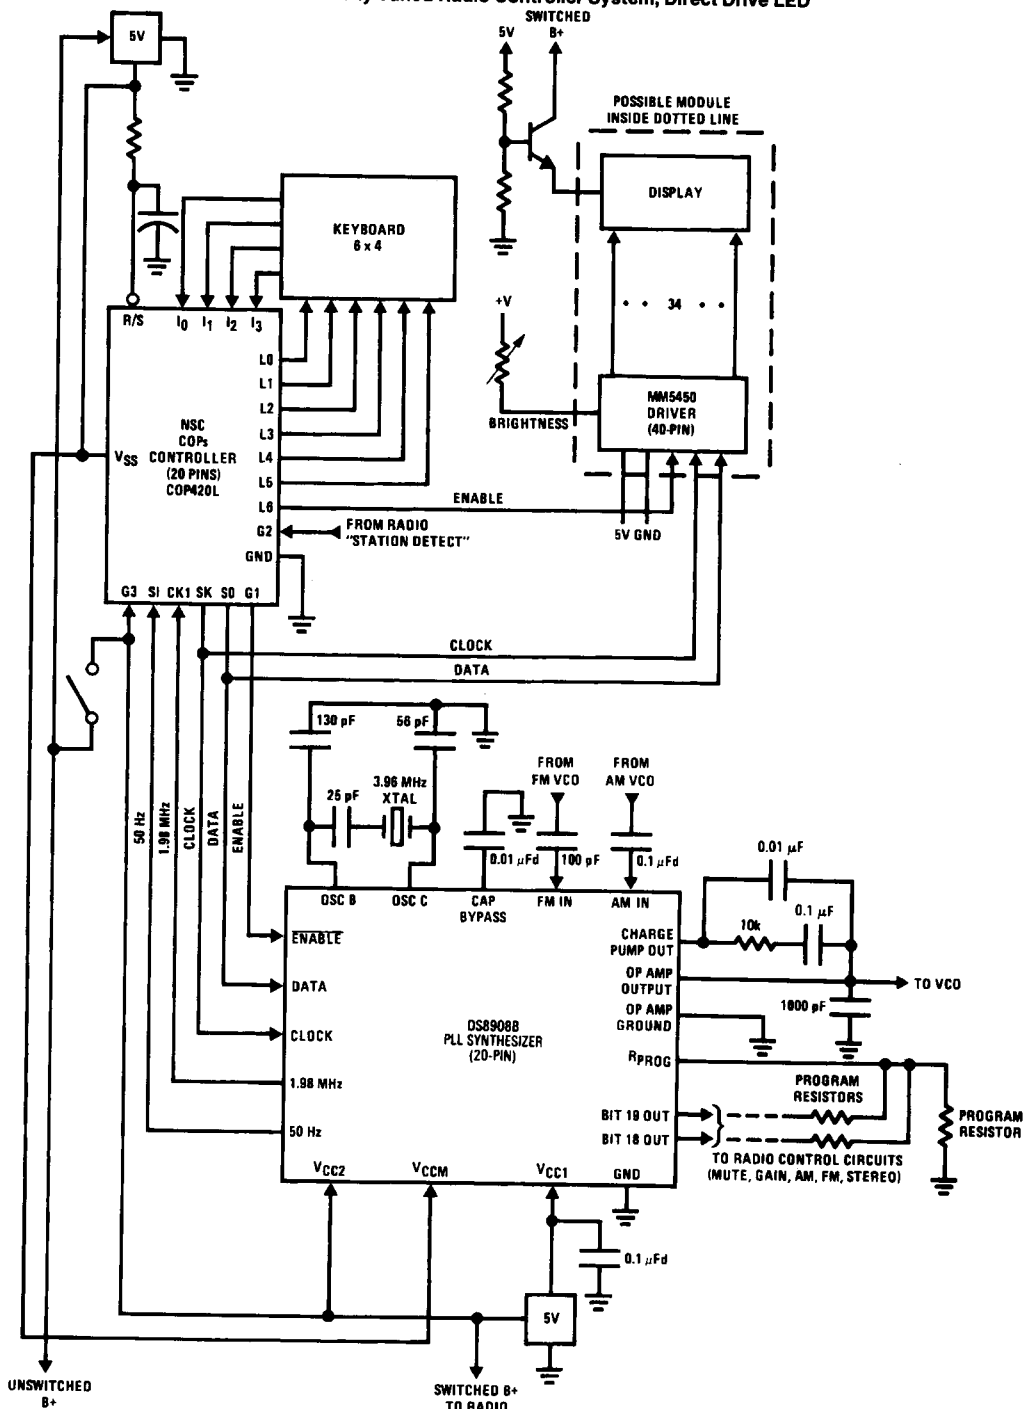 Tuned Radio Controller System, Direct Drive LED
5V
SWITCHED
B+
5V
POSSIBLE MODULE
INSIDE DOTTED LINE
DISPLAY
KEYBOARD
6 x 4
34
+V
R/S I0 I1 I2 I3
L0
L1
L2
L3
L4
L5
L6
G2
GND
NSC
COPs
CONTROLLER
(20 PINS)
COP420L
VSS
BRIGHTNESS
MM5450
DRIVER
(40-PIN)
ENABLE
FROM RADIO
"STATION DETECT"
5V GND
G3 SI CK1 SK SO G1
CLOCK
DATA
50 Hz
1.98 MHz
CLOCK
DATA
ENABLE
130 pF
56 pF
25 pF
3.96 MHz
XTAL
FROM
FM VCO
FROM
AM VCO
0.01 µFd
100 pF
0.1 µFd
0.01 µF
OSC B
OSC C
CAP
BYPASS
FM IN
AM IN
10k
0.1 µF
ENABLE
DATA
CLOCK
1.98 MHz
50 Hz
DS8908B
PLL SYNTHESIZER
(20-PIN)
CHARGE
PUMP OUT
OP AMP
OUTPUT
OP AMP
GROUND
RPROG
BIT 19 OUT
BIT 18 OUT
TO VCO
1000 pF
PROGRAM
RESISTORS
PROGRAM
RESISTOR
TO RADIO CONTROL CIRCUITS
(MUTE, GAIN, AM, FM, STEREO)
VCC2
VCCM
VCC1
GND
0.1 µFd
5V
UNSWITCHED
B+
SWITCHED B+
TO RADIO